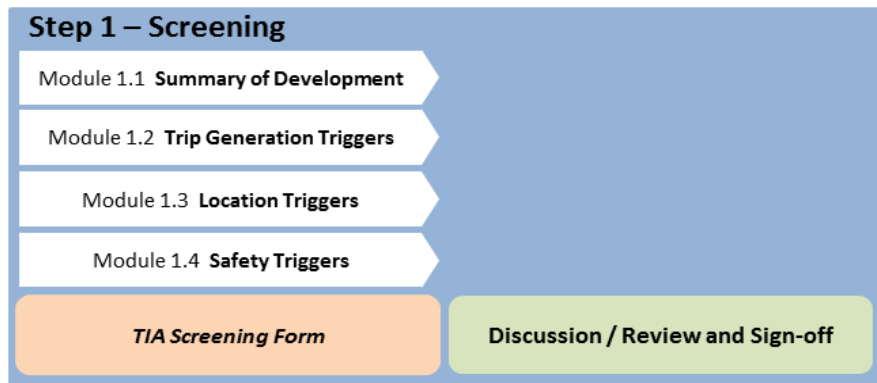 Step 1 – Screening
Module 1.1 Summary of Development
Module 1.2 Trip Generation Triggers
Module 1.3 Location Triggers
Module 1.4 Safety Triggers
TIA Screening Form
Discussion / Review and Sign-off